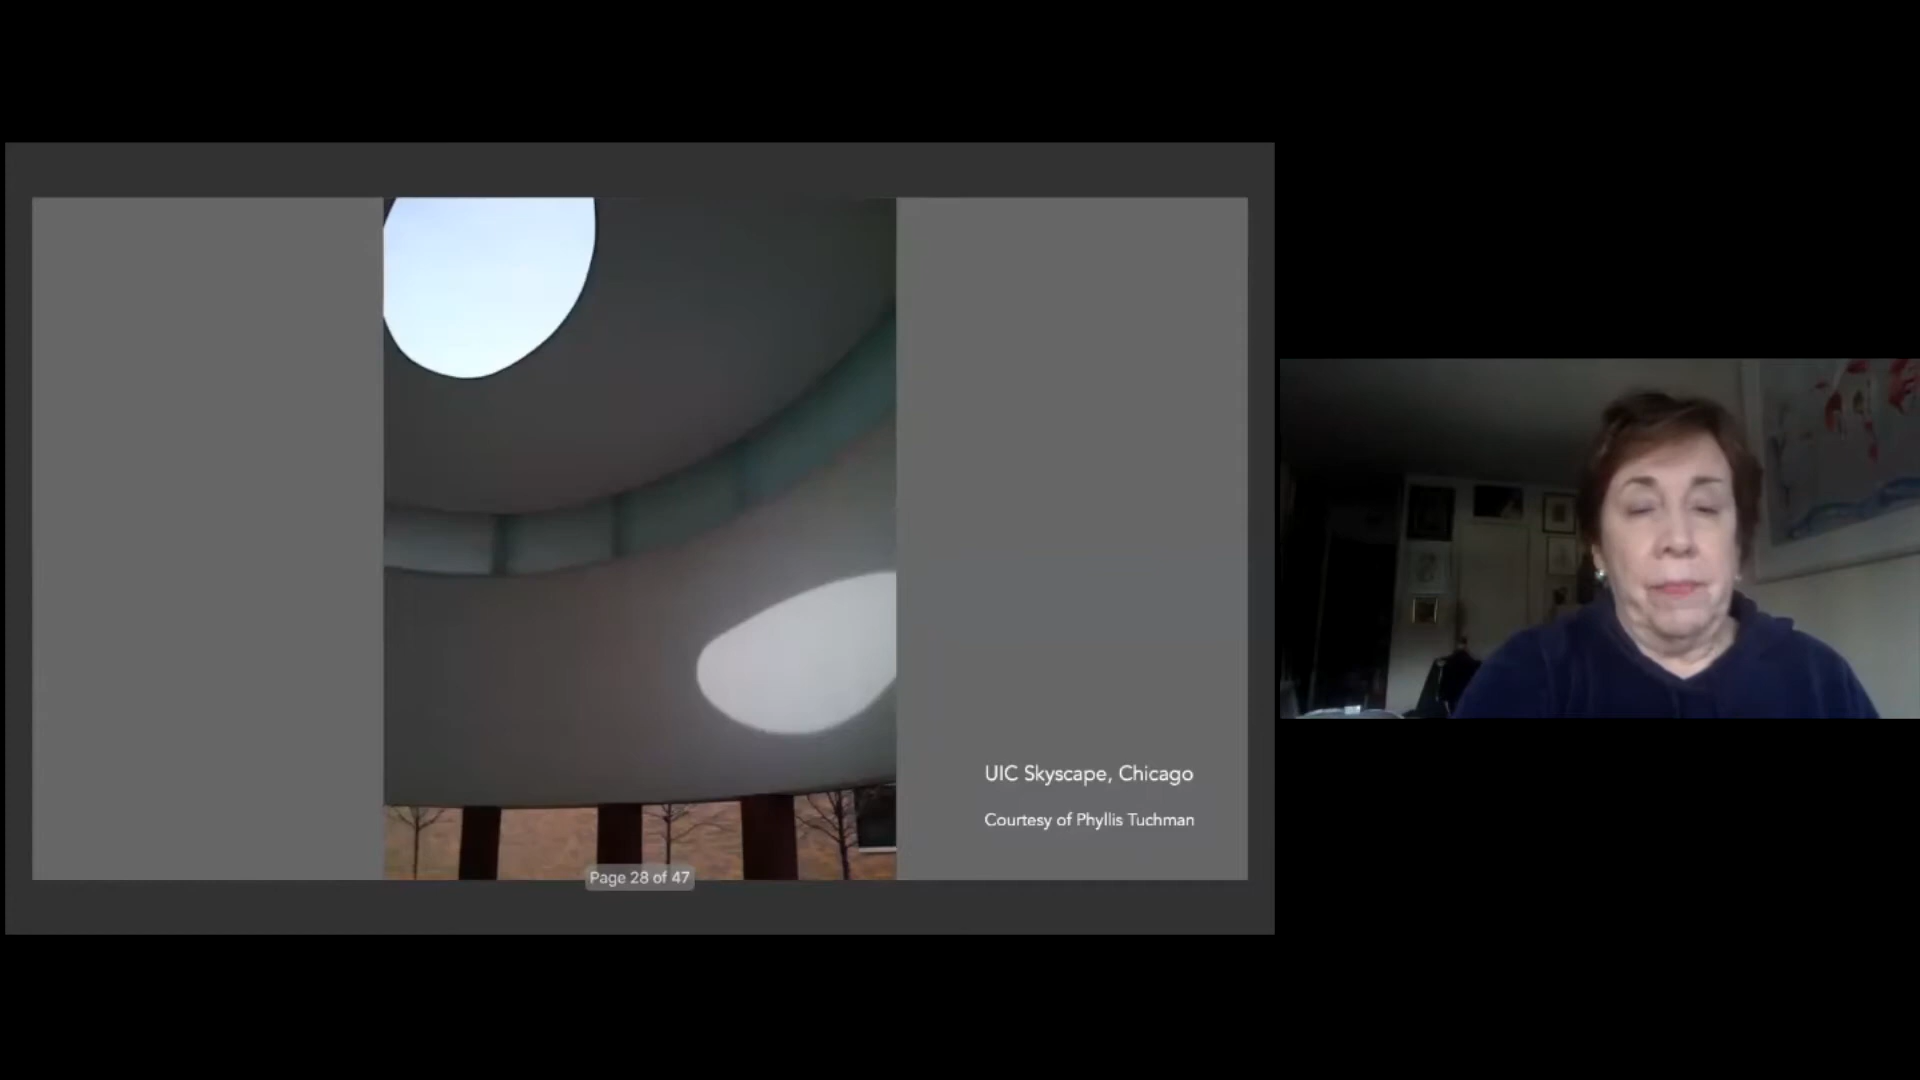 UIC Skyscape, Chicago
Courtesy of Phyllis Tuchman
Page 28 of 47